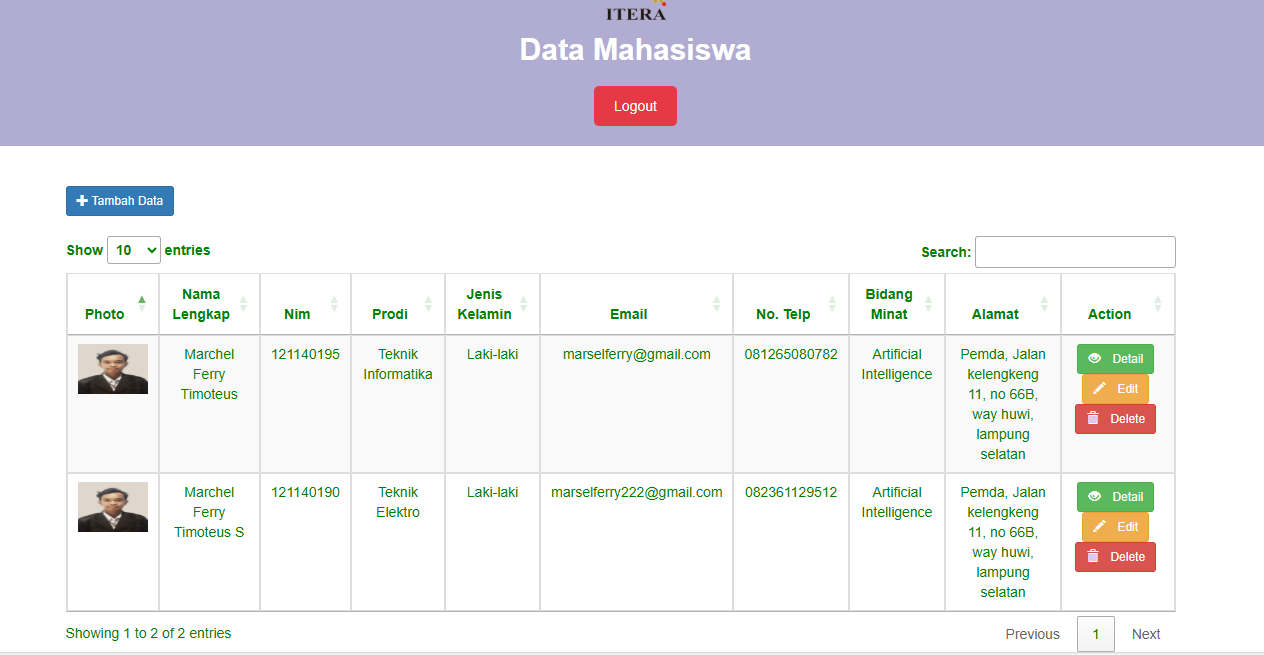 ITERA
Data Mahasiswa
Logout
Tambah Data
Show 10 entries
Search:
Photo
Nama
Lengkap
Nim
Prodi
Jenis
Kelamin
Email
No. Telp
Bidang
Minat
Alamat
Action
Marchel
Ferry
Timoteus
121140195
Teknik
Informatika
Laki-laki
marselferry@gmail.com
081265080782
Artificial
Intelligence
Pemda, Jalan
kelengkeng
11, no 66B,
way huwi,
lampung
selatan
Detail
Edit
Delete
Marchel
Ferry
Timoteus S
121140190
Teknik
Elektro
Laki-laki
marselferry222@gmail.com
082361129512
Artificial
Intelligence
Pemda, Jalan
kelengkeng
11, no 66B,
way huwi,
lampung
selatan
Detail
Edit
Delete
Showing 1 to 2 of 2 entries
Previous 1 Next